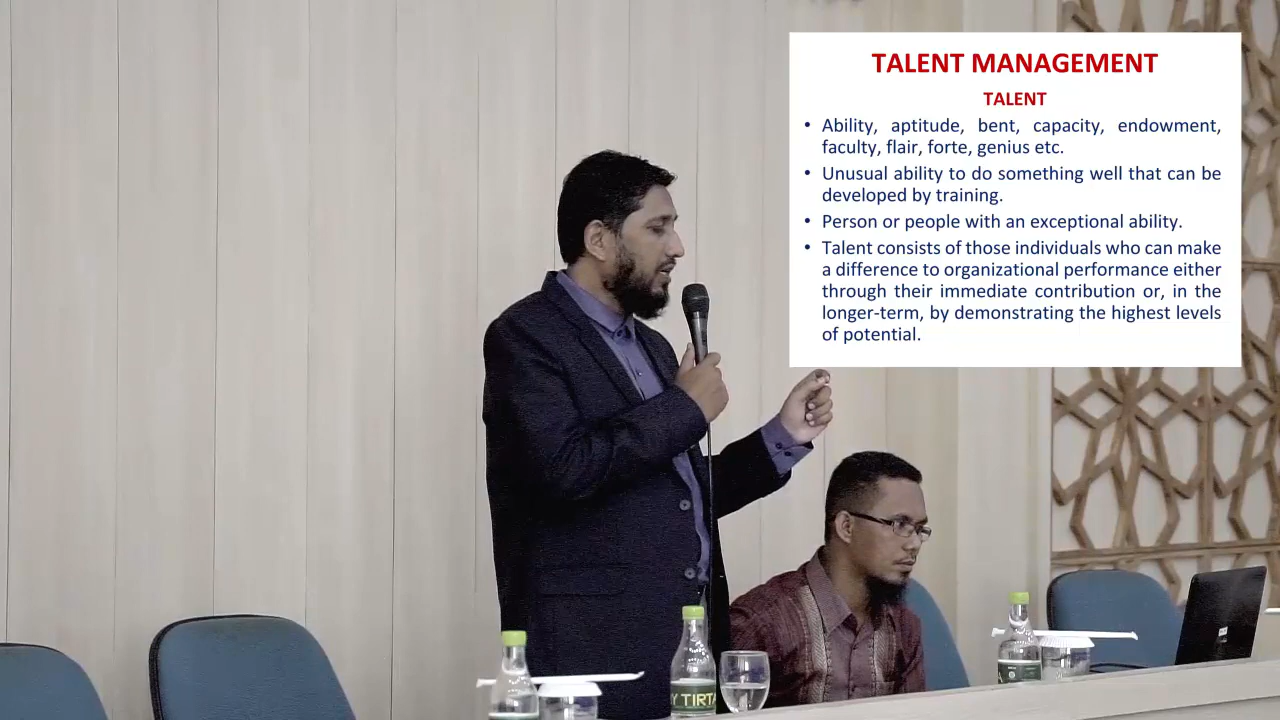 TALENT MANAGEMENT
TALENT
• Ability, aptitude, bent, capacity, endowment,
faculty, flair, forte, genius etc.
• Unusual ability to do something well that can be
developed by training.
• Person or people with an exceptional ability.
• Talent consists of those individuals who can make
a difference to organizational performance either
through their immediate contribution or, in the
longer-term, by demonstrating the highest levels
of potential.
Y TIRTA